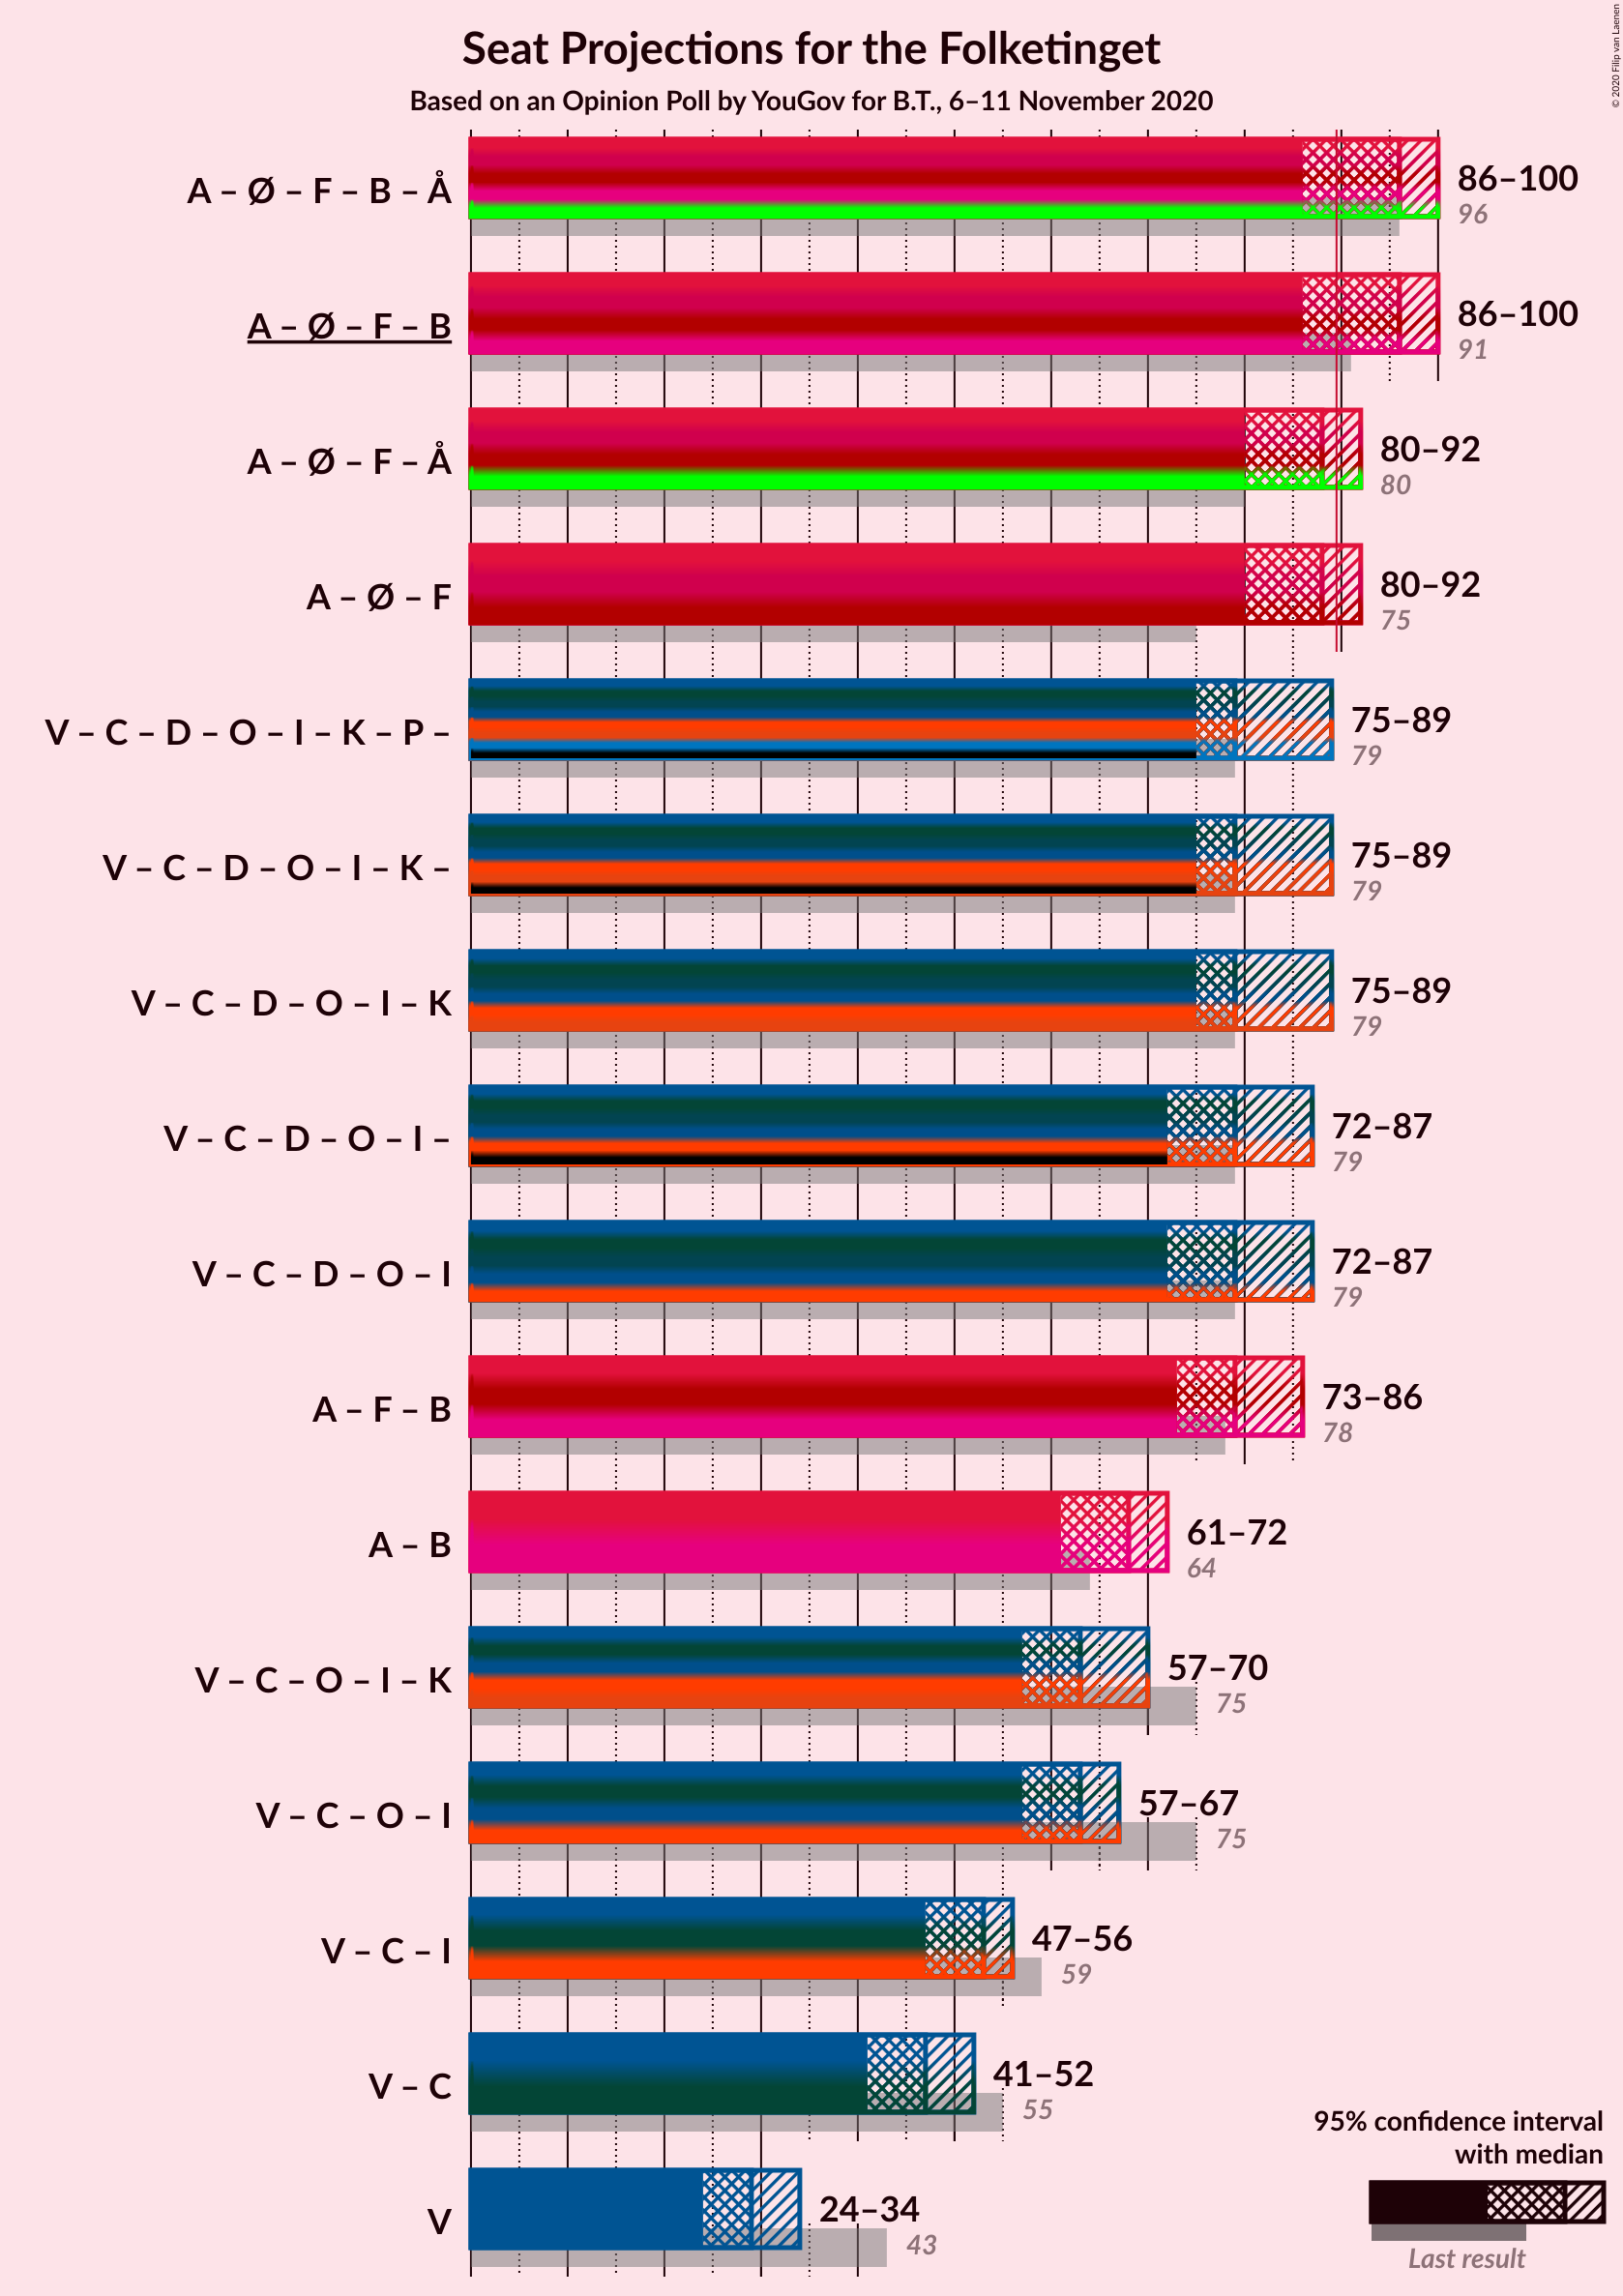 Seat Projections for the Folketinget
Based on an Opinion Poll by YouGov for B.T., 6–11 November 2020
© 2020 Filip van Laenen
A – Ø – F – B – Å
86–100
96
A – Ø – F – B
86–100
91
A – Ø – F – Å
80–92
80
A – Ø – F
80–92
75
V – C – D – O – I – K – P –
75–89
79
V – C – D – O – I – K –
75–89
79
V – C – D – O – I – K
75–89
79
V – C – D – O – I –
72–87
79
V – C – D – O – I
72–87
79
A – F – B
73–86
78
A – B
61–72
64
V – C – O – I – K
57–70
75
V – C – O – I
57–67
75
V – C – I
47–56
59
V – C
41–52
55
V
24–34
43
95% confidence interval
with median
Last result